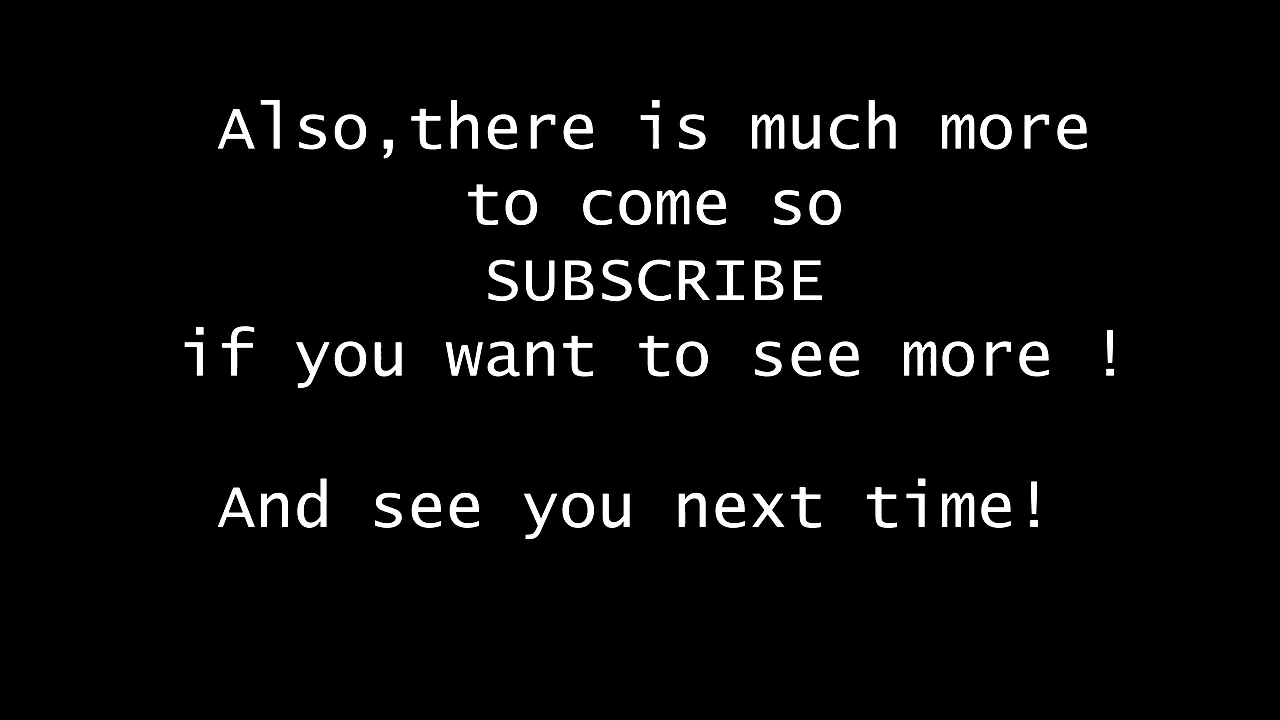 Also,there is much more
to come so
SUBSCRIBE
if you want to see more !
And see you next time!